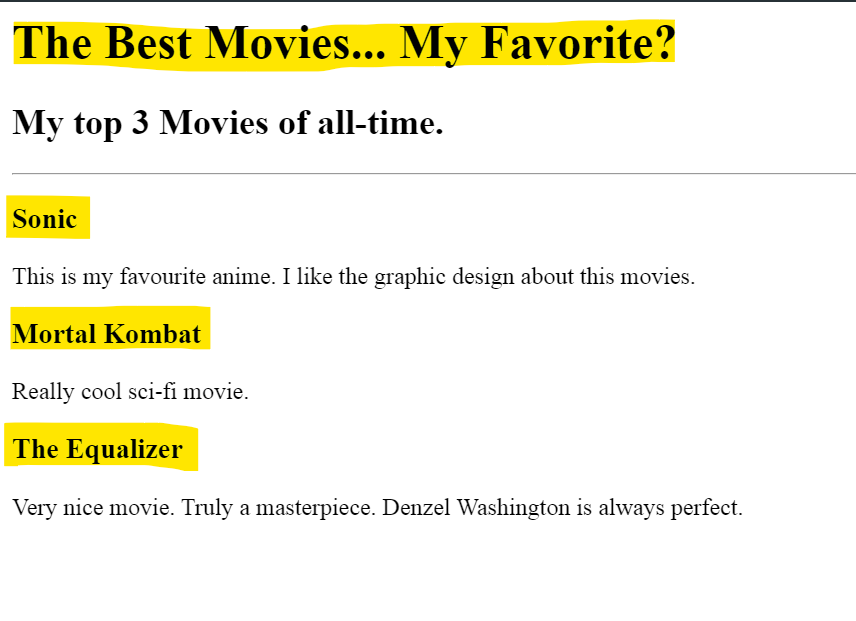 The Best Movies... My Favorite?
My top 3 Movies of all-time.
Sonic
This is my favourite anime. I like the graphic design about this movies.
Mortal Kombat
Really cool sci-fi movie.
The Equalizer
Very nice movie. Truly a masterpiece. Denzel Washington is always perfect.